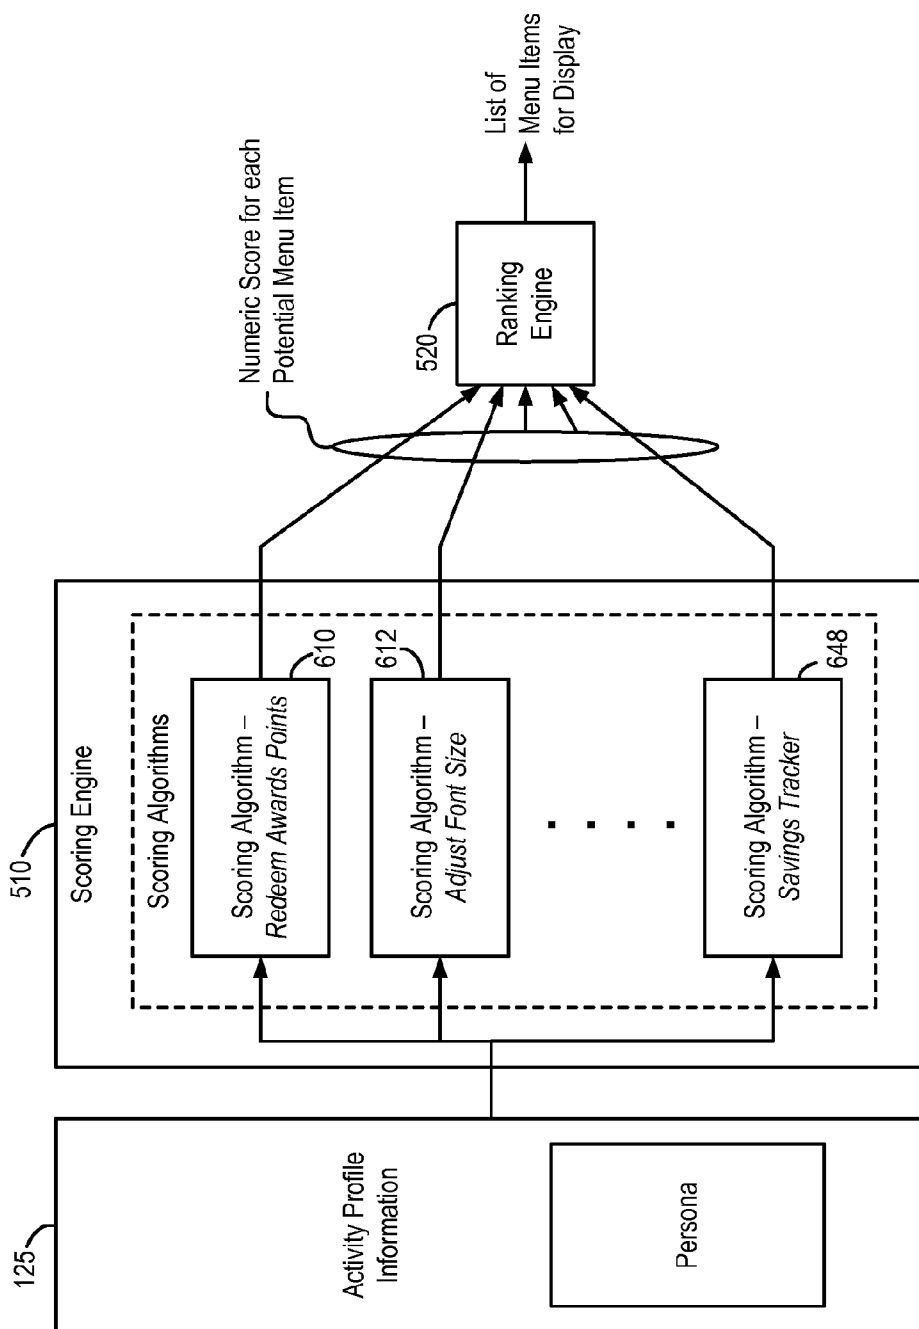 125
Activity Profile
Information
Persona
510
Scoring Engine
Scoring Algorithms
Scoring Algorithm –
Redeem Awards Points
610
Scoring Algorithm –
Adjust Font Size
612
Scoring Algorithm –
Savings Tracker
648
Numeric Score for each
Potential Menu Item
520
Ranking
Engine
List of
Menu Items
for Display